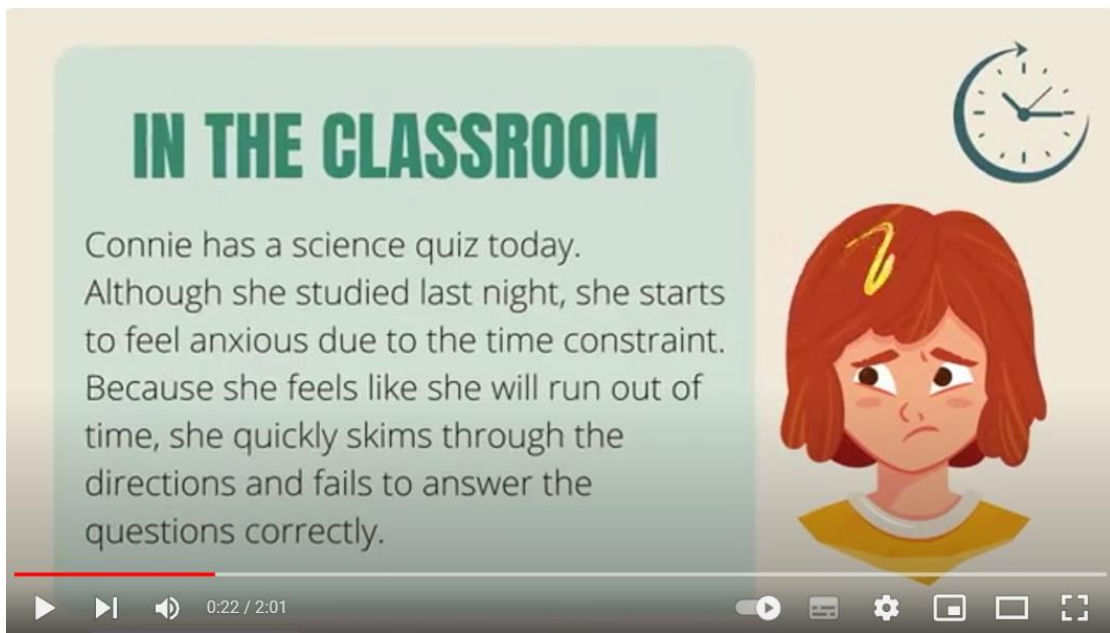 IN THE CLASSROOM
Connie has a science quiz today.
Although she studied last night, she starts
to feel anxious due to the time constraint.
Because she feels like she will run out of
time, she quickly skims through the
directions and fails to answer the
questions correctly.
0:22 / 2:01